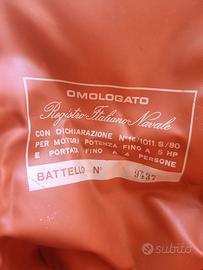 OMOLOGATO
Registro Italiano Navale
CON DICHIARAZIONE N° 16/1011.S/80
PER MOTORI POTENZA FINO A 5 HP
E PORTATA FINO A 4 PERSONE
BATTELLO N° 9437
subito